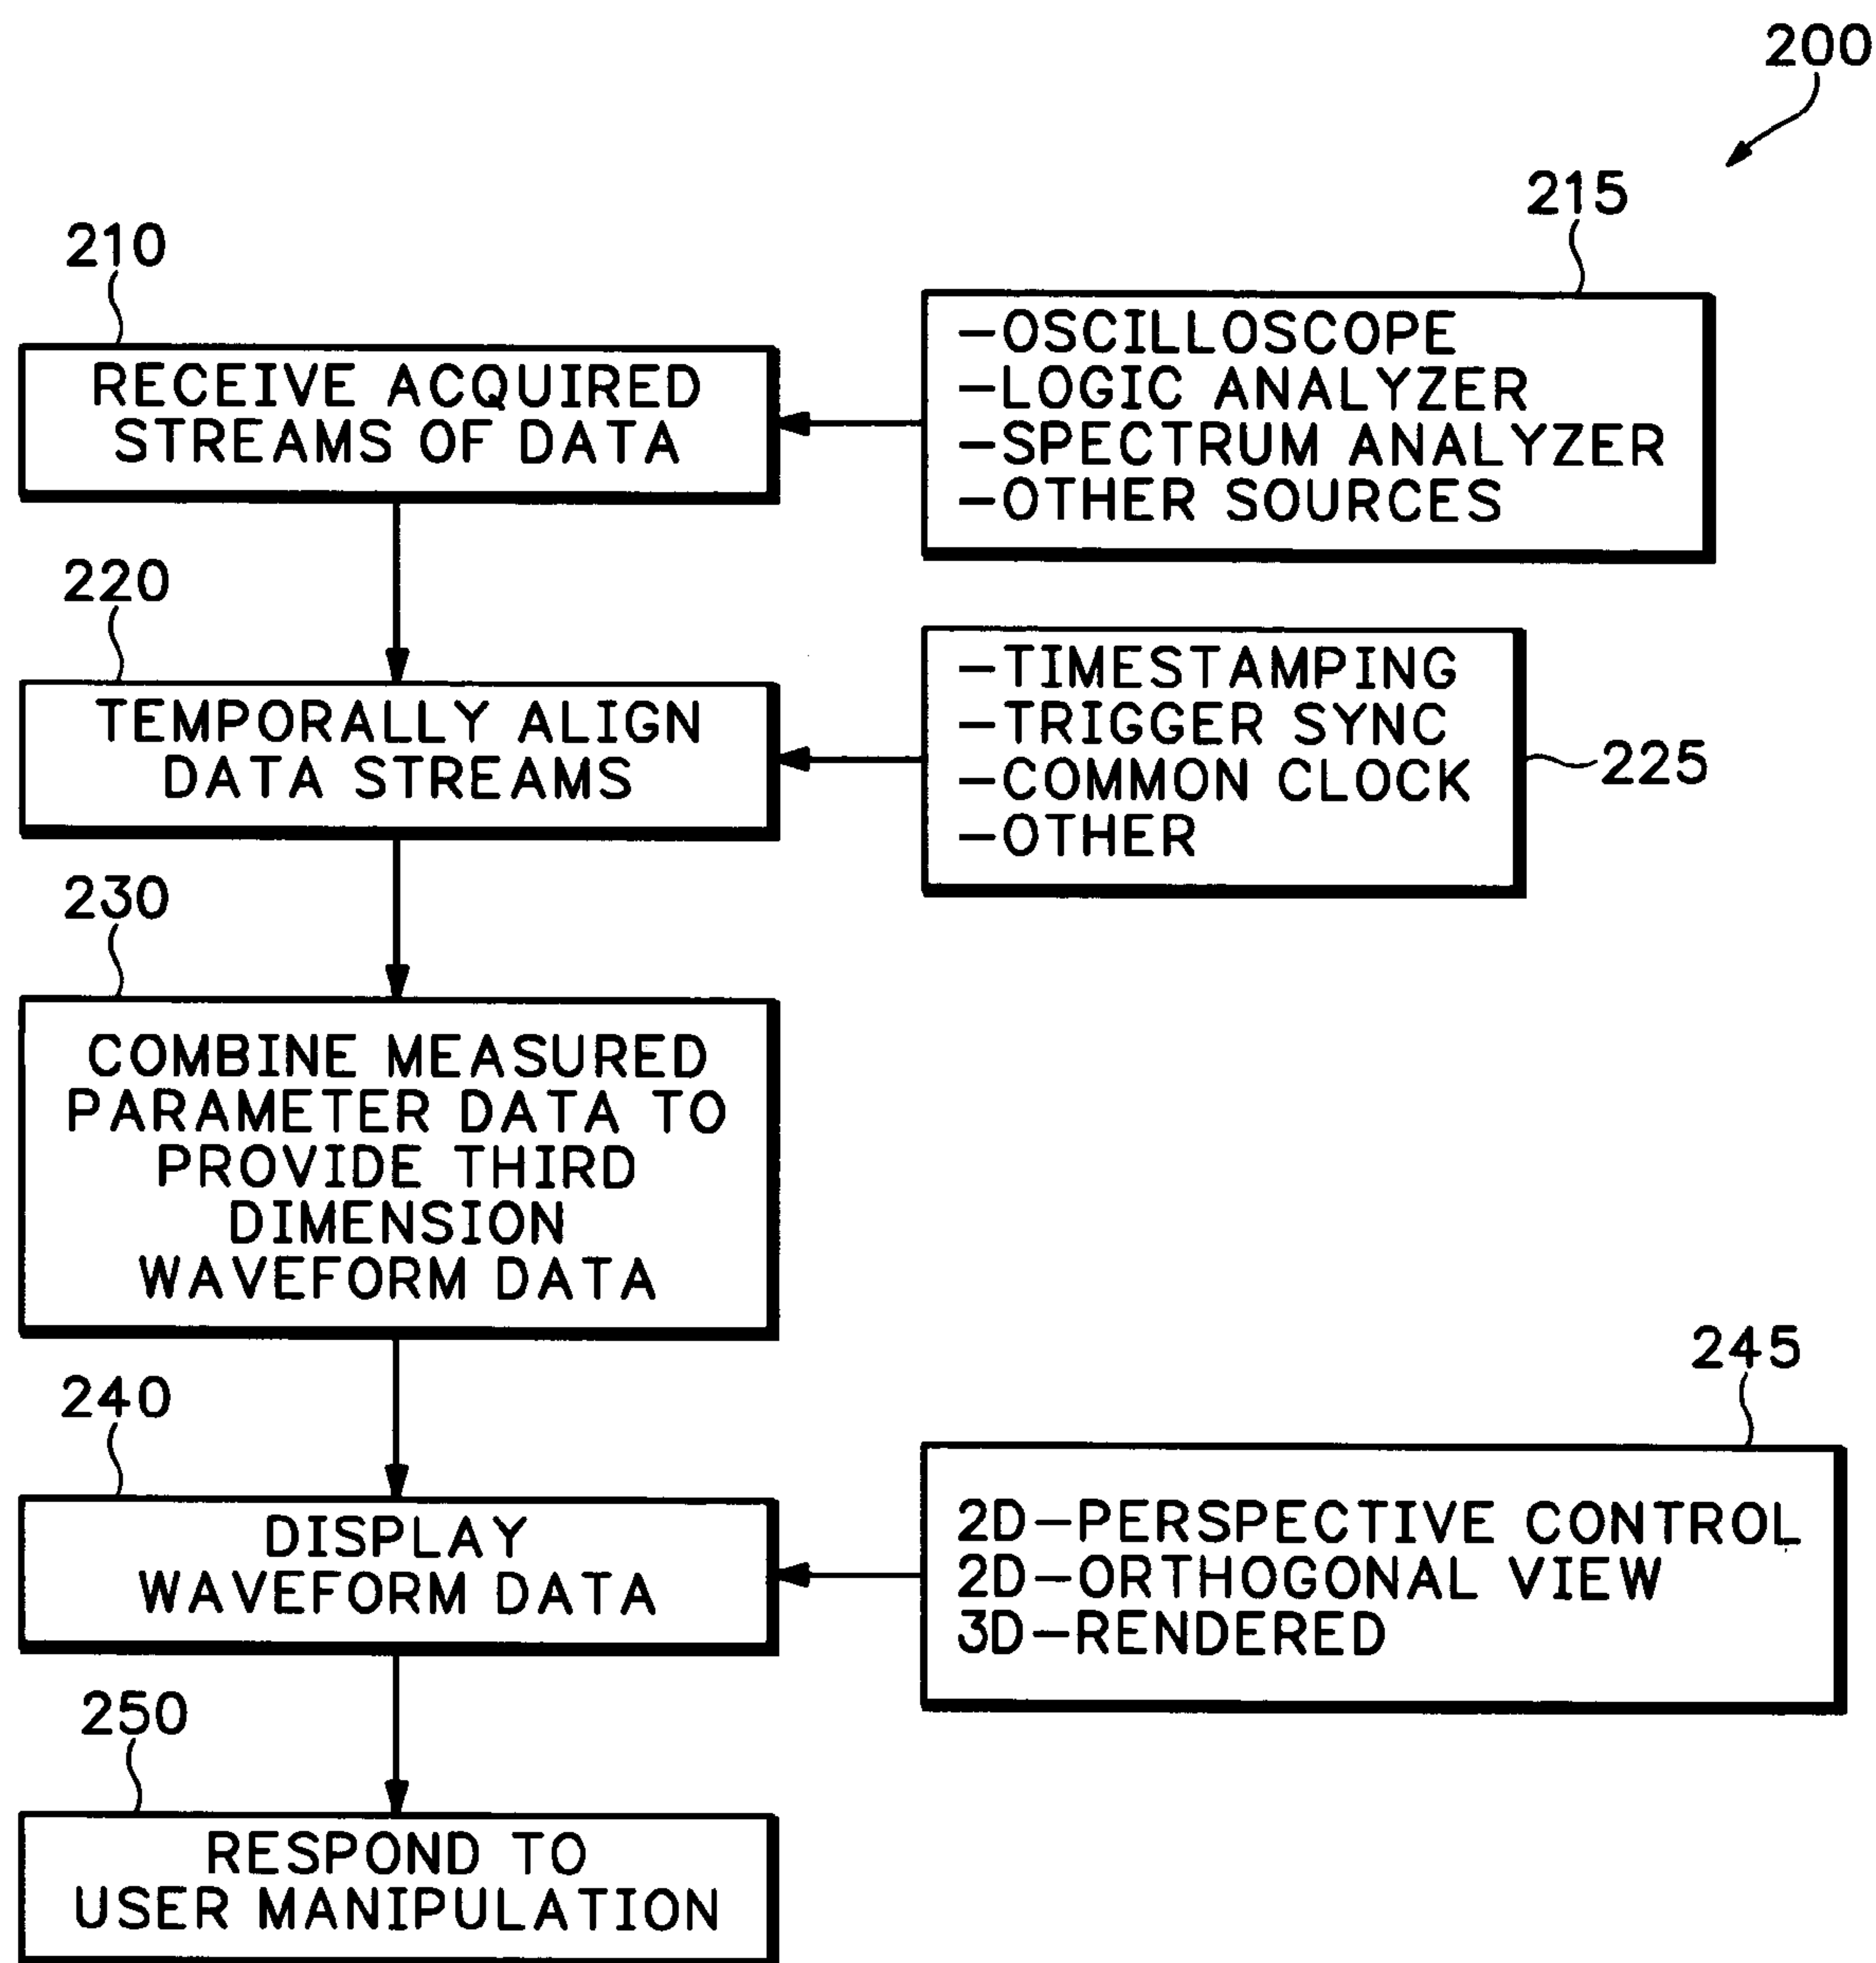 200
215
210
—OSCILLOSCOPE
—LOGIC ANALYZER
—SPECTRUM ANALYZER
—OTHER SOURCES
RECEIVE ACQUIRED
STREAMS OF DATA
220
—TIMESTAMPING
—TRIGGER SYNC
—COMMON CLOCK
—OTHER
225
TEMPORALLY ALIGN
DATA STREAMS
230
COMBINE MEASURED
PARAMETER DATA TO
PROVIDE THIRD
DIMENSION
WAVEFORM DATA
245
240
2D—PERSPECTIVE CONTROL
2D—ORTHOGONAL VIEW
3D—RENDERED
DISPLAY
WAVEFORM DATA
250
RESPOND TO
USER MANIPULATION